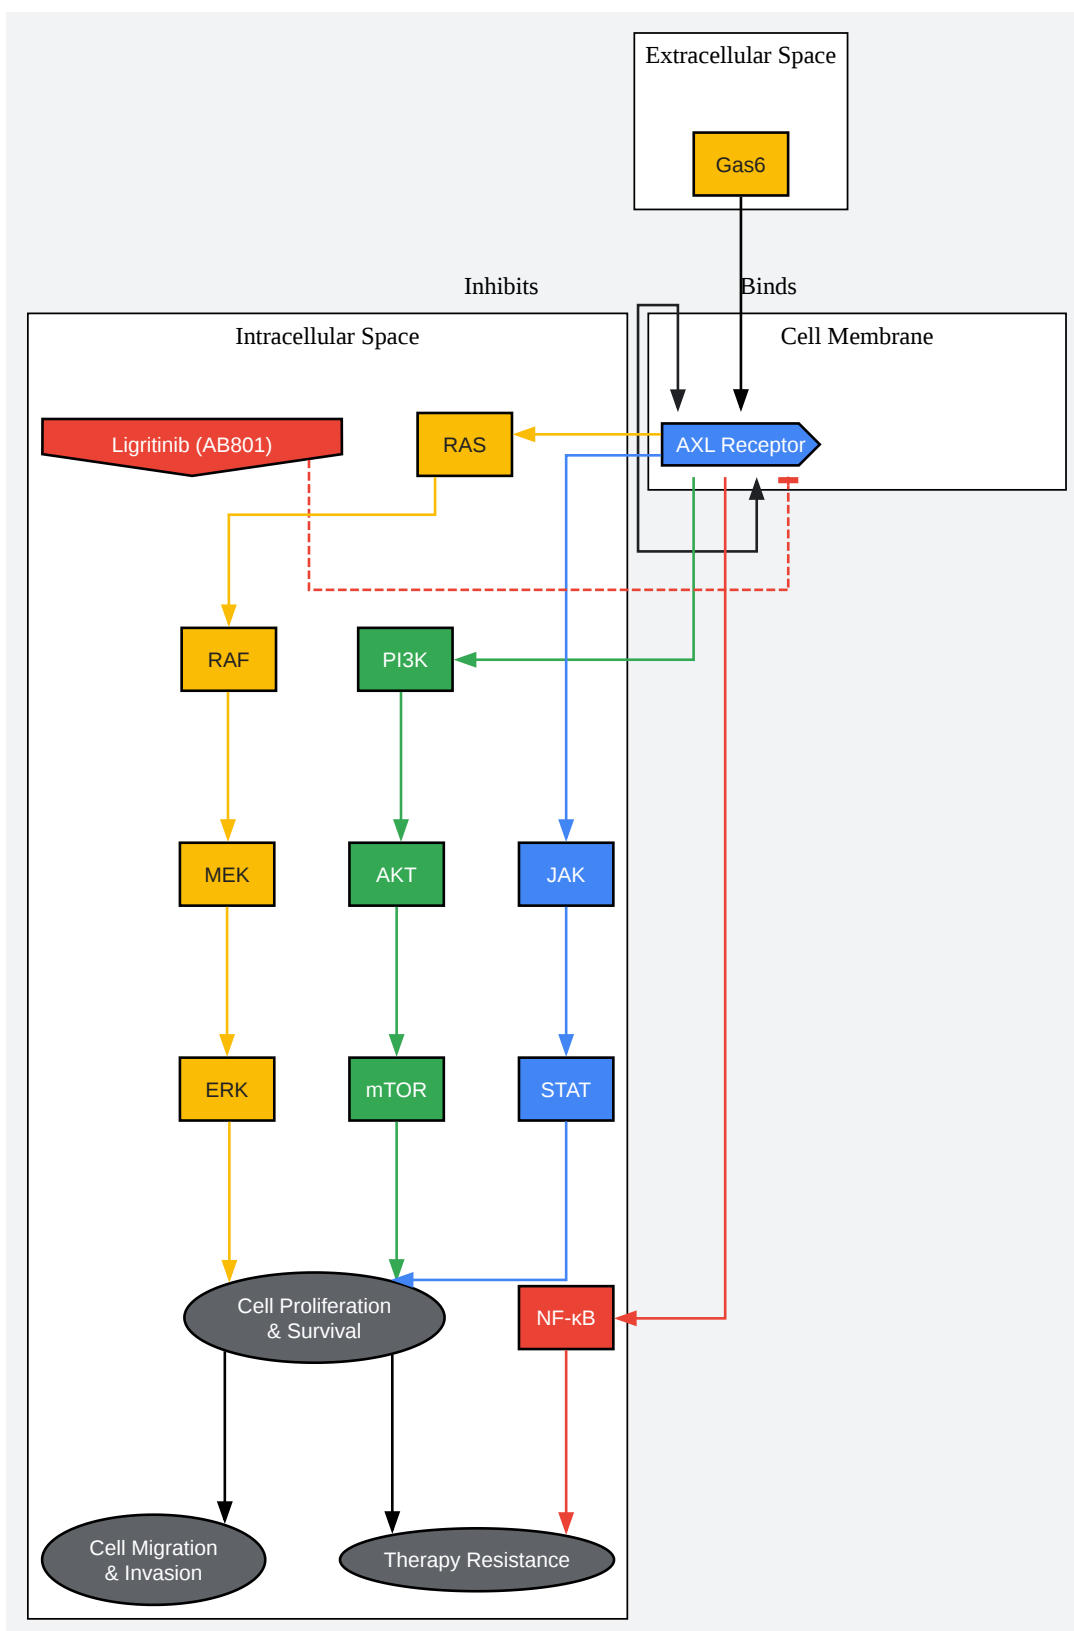 Extracellular Space
Gas6
Inhibits
Binds
Intracellular Space
Cell Membrane
Ligritinib (AB801)
RAS
AXL Receptor
RAF
PI3K
MEK
AKT
JAK
ERK
mTOR
STAT
Cell Proliferation
& Survival
NF-κB
Cell Migration
& Invasion
Therapy Resistance